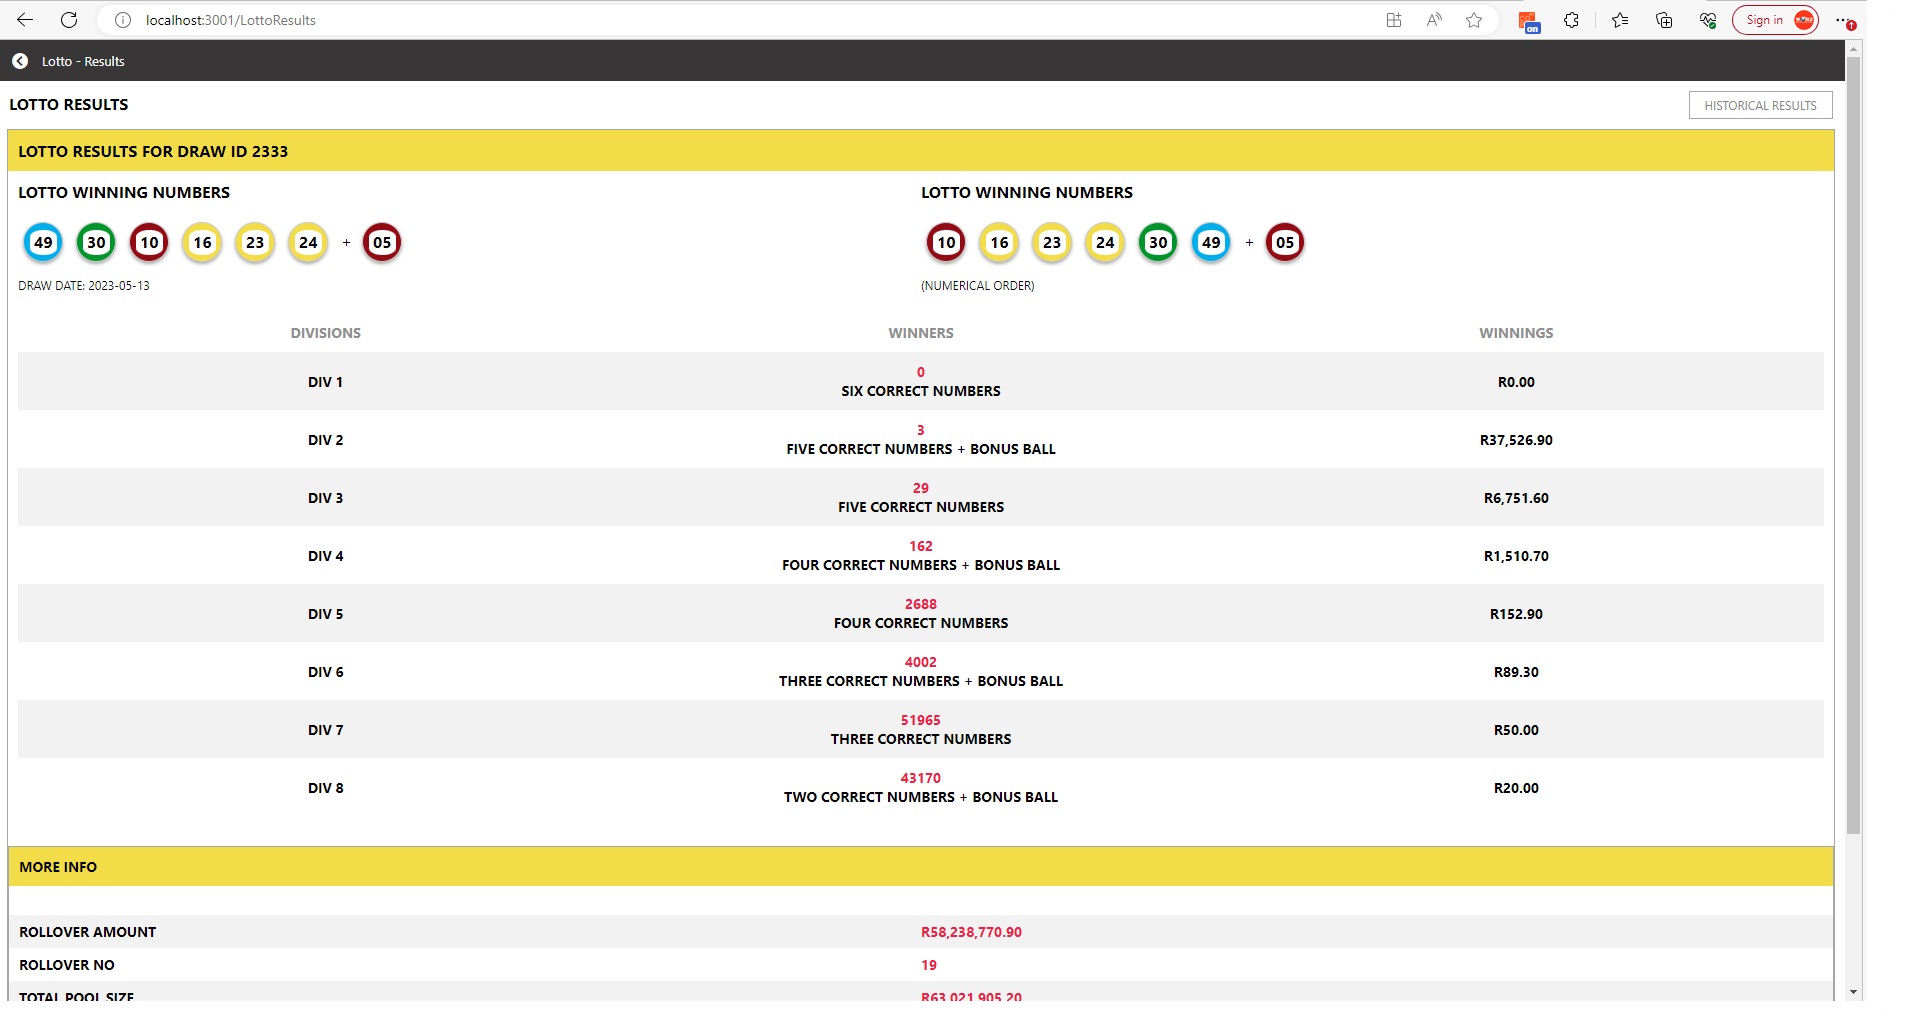 localhost:3001/LottoResults
on
Sign in
Lotto - Results
LOTTO RESULTS
HISTORICAL RESULTS
LOTTO RESULTS FOR DRAW ID 2333
LOTTO WINNING NUMBERS
49 30 10 16 23 24 + 05
DRAW DATE: 2023-05-13
LOTTO WINNING NUMBERS
10 16 23 24 30 49 + 05
(NUMERICAL ORDER)
DIVISIONS WINNERS WINNINGS
0
DIV 1 SIX CORRECT NUMBERS R0.00
3
DIV 2 FIVE CORRECT NUMBERS + BONUS BALL R37,526.90
29
DIV 3 FIVE CORRECT NUMBERS R6,751.60
162
DIV 4 FOUR CORRECT NUMBERS + BONUS BALL R1,510.70
2688
DIV 5 FOUR CORRECT NUMBERS R152.90
4002
DIV 6 THREE CORRECT NUMBERS + BONUS BALL R89.30
51965
DIV 7 THREE CORRECT NUMBERS R50.00
43170
DIV 8 TWO CORRECT NUMBERS + BONUS BALL R20.00
MORE INFO
ROLLOVER AMOUNT R58,238,770.90
ROLLOVER NO 19
TOTAL POOL SIZE R63,021,905.20